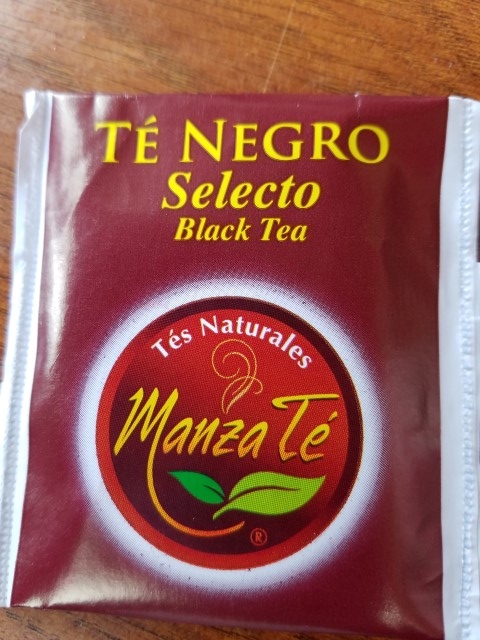 TÉ NEGRO
Selecto
Black Tea
Tés Naturales
Manza Té
®